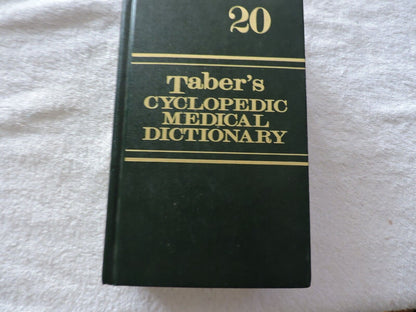 20
Taber's
CYCLOPEDIC
MEDICAL
DICTIONARY